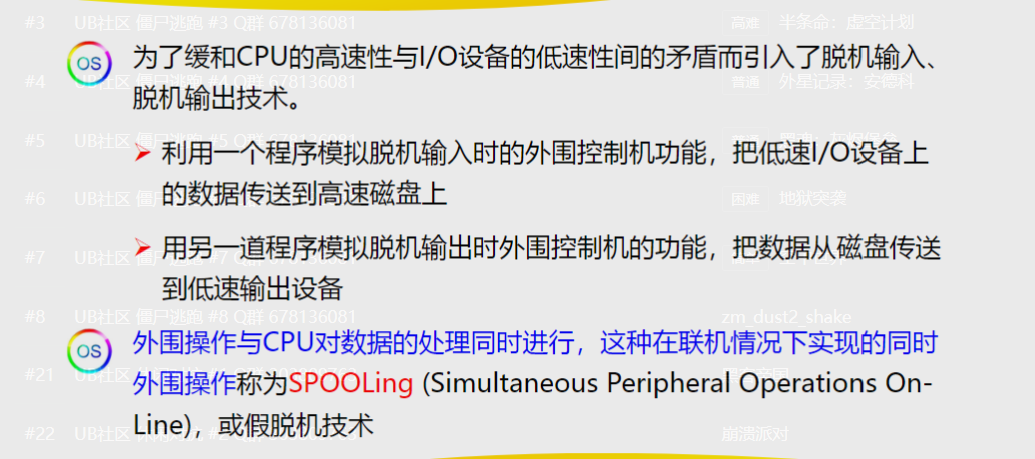 #3 UB社区 僵尸逃跑 #3 Q群 678136081 高难 半条命：虚空计划
OS
为了缓和CPU的高速性与I/O设备的低速性间的矛盾而引入了脱机输入、
#4 UB社区 僵尸逃跑 678136081 普通 外星记录：安德科
脱机输出技术。
#5 UB社区 僵尸逃跑 #5 Q群 678136081
利用一个程序模拟脱机输入时的外围控制机功能，把低速I/O设备上
#6 UB社区 困难 地狱突袭
的数据传送到高速磁盘上
用另一道程序模拟脱机输出时外围控制机的功能，把数据从磁盘传送
#7 UB社区 #7 Q群 678136081
到低速输出设备
#8 UB社区 #8 Q群 678136081 zm_dust2_shake
OS
外围操作与CPU对数据的处理同时进行，这种在联机情况下实现的同时
#21 UB社区
外围操作称为SPOOLing (Simultaneous Peripheral Operations On-
Line)，或假脱机技术
#22 UB社区 崩溃派对